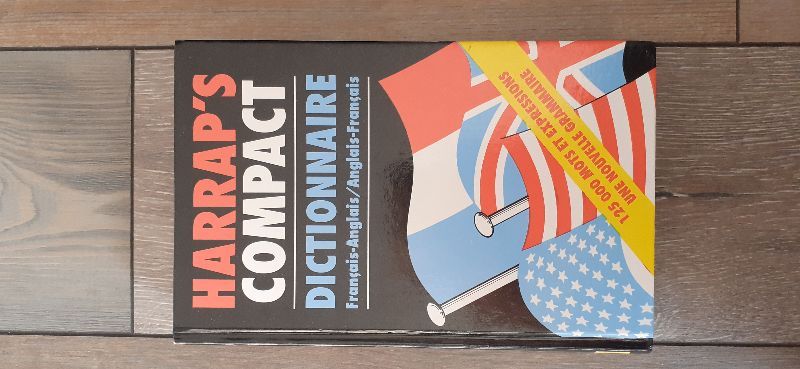 HARRAP'S
COMPACT
DICTIONNAIRE
Français-Anglais/Anglais-Français
125 000 MOTS ET EXPRESSIONS
UNE NOUVELLE GRAMMAIRE